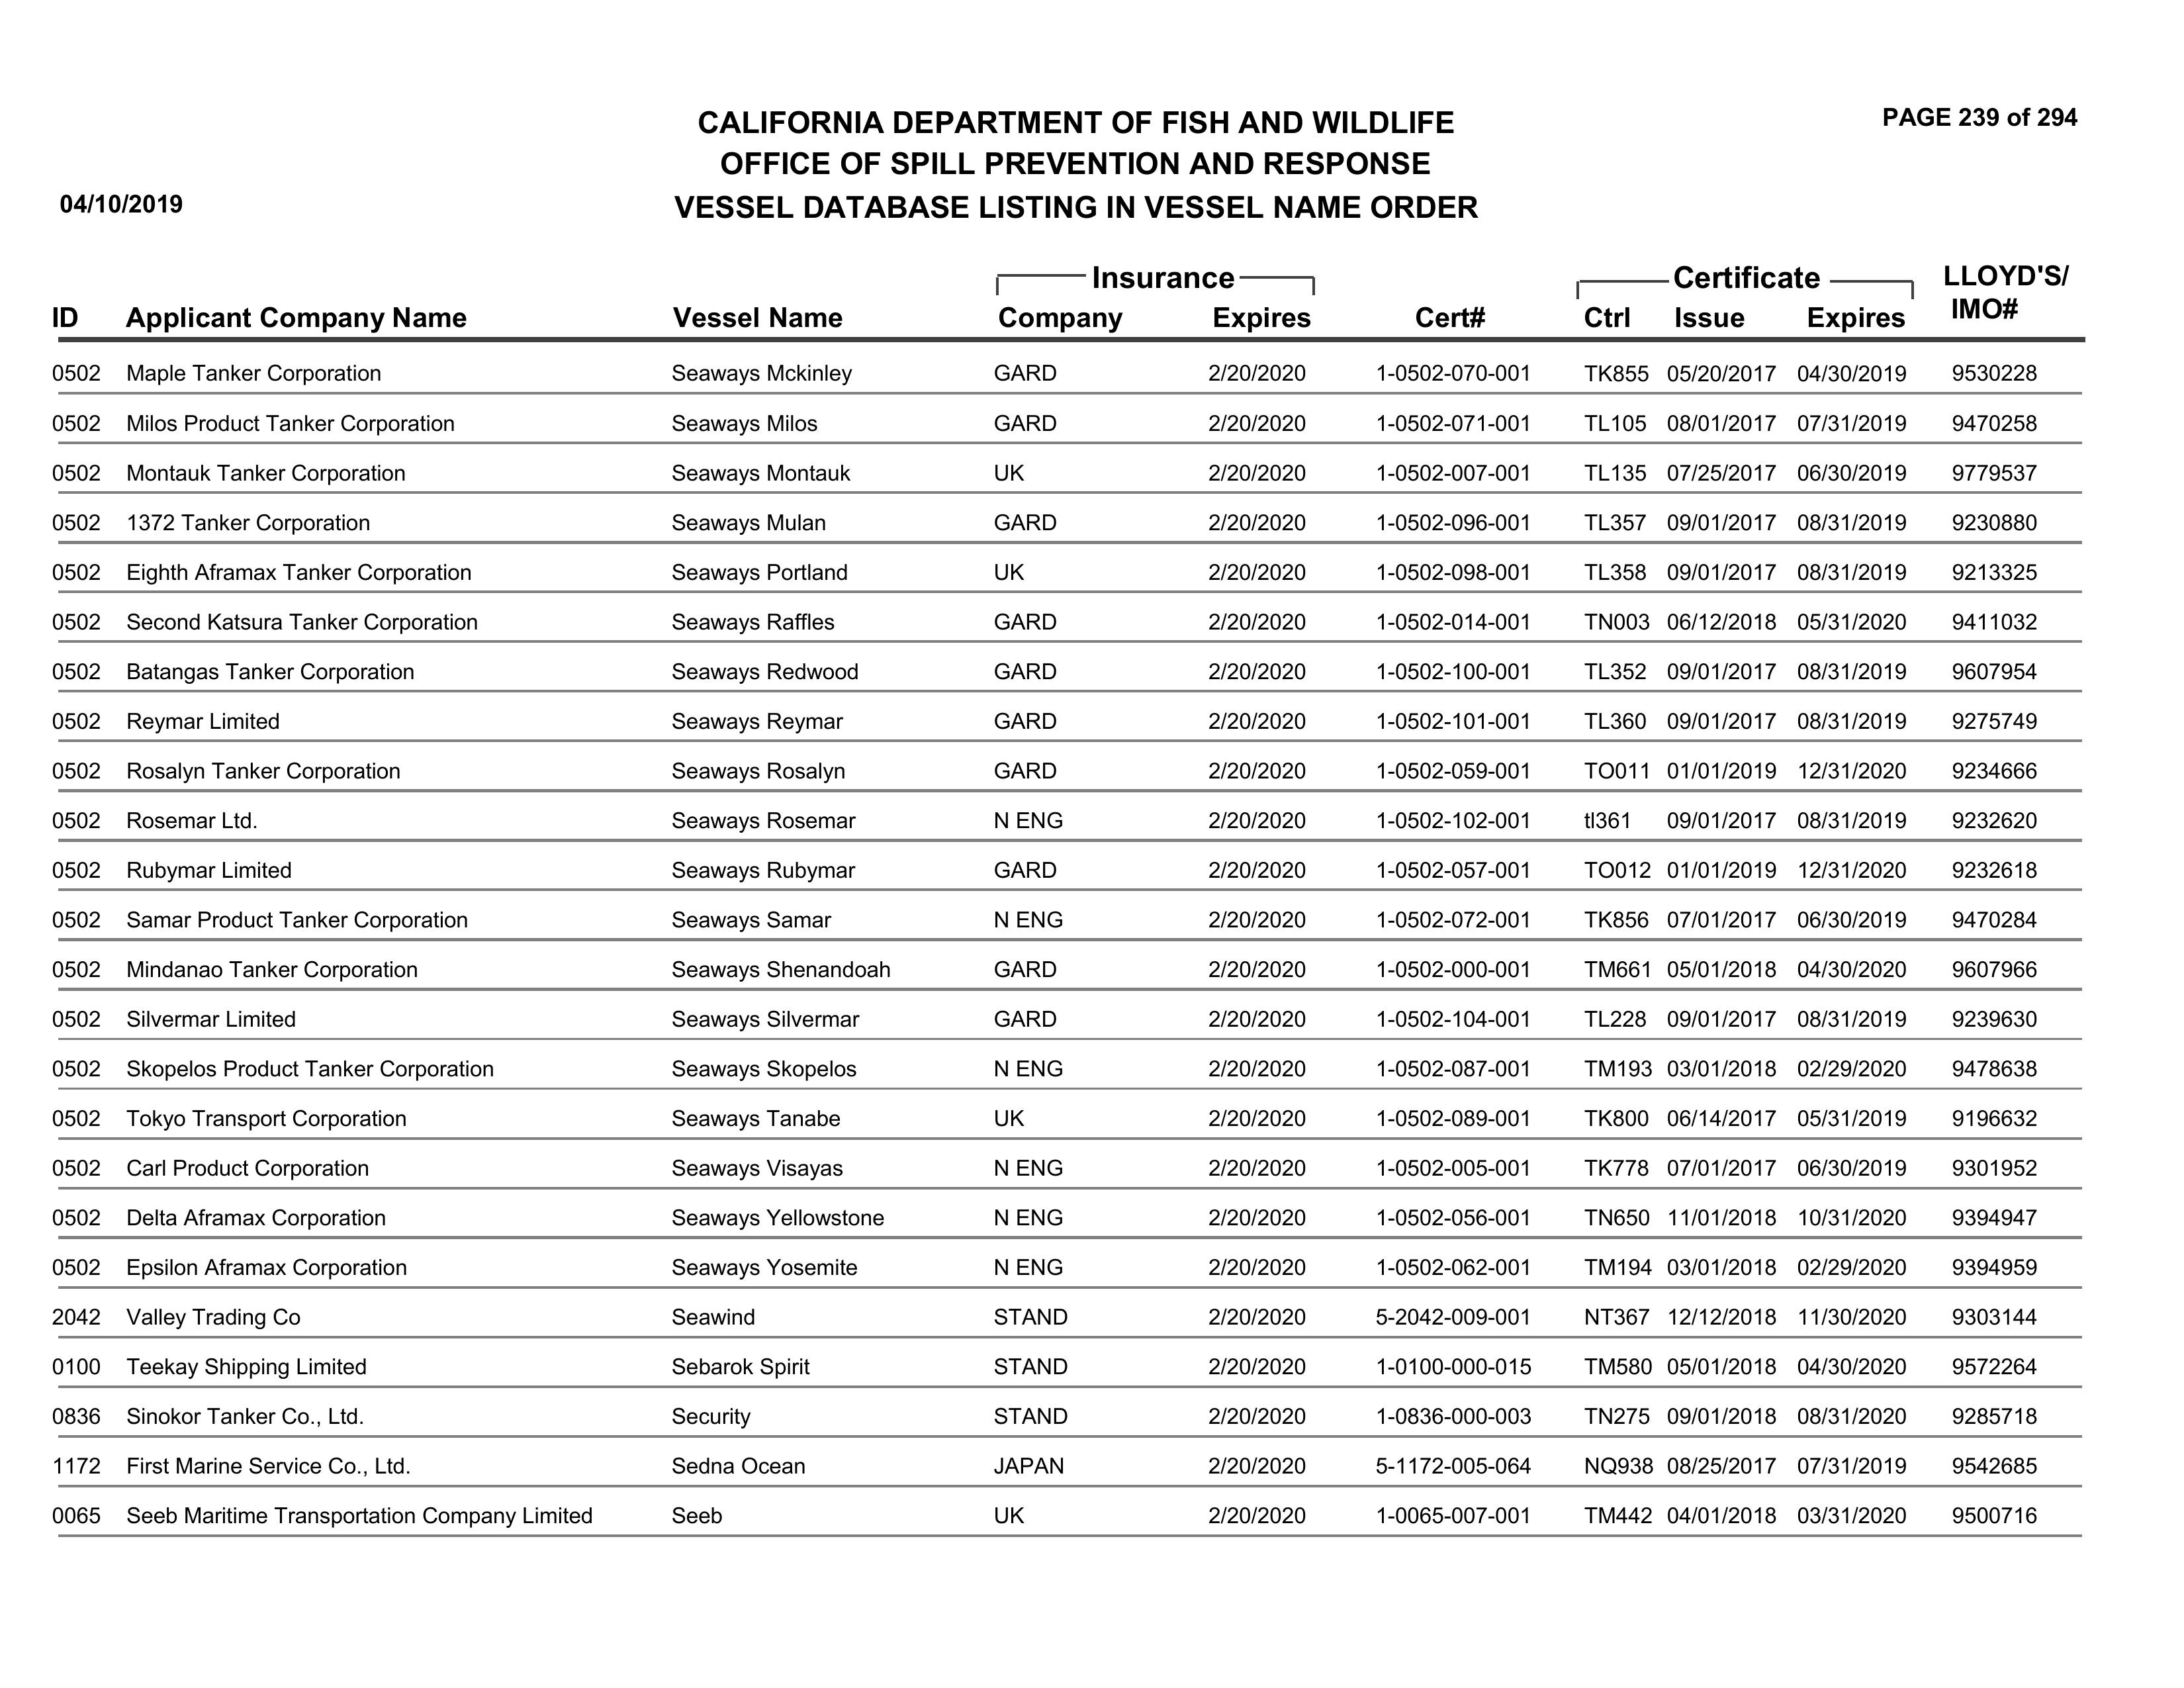 CALIFORNIA DEPARTMENT OF FISH AND WILDLIFE
PAGE 239 of 294
OFFICE OF SPILL PREVENTION AND RESPONSE
04/10/2019
VESSEL DATABASE LISTING IN VESSEL NAME ORDER
Insurance Certificate LLOYD'S/
ID Applicant Company Name Vessel Name Company Expires Cert# Ctrl Issue Expires IMO#
0502 Maple Tanker Corporation Seaways Mckinley GARD 2/20/2020 1-0502-070-001 TK855 05/20/2017 04/30/2019 9530228
0502 Milos Product Tanker Corporation Seaways Milos GARD 2/20/2020 1-0502-071-001 TL105 08/01/2017 07/31/2019 9470258
0502 Montauk Tanker Corporation Seaways Montauk UK 2/20/2020 1-0502-007-001 TL135 07/25/2017 06/30/2019 9779537
0502 1372 Tanker Corporation Seaways Mulan GARD 2/20/2020 1-0502-096-001 TL357 09/01/2017 08/31/2019 9230880
0502 Eighth Aframax Tanker Corporation Seaways Portland UK 2/20/2020 1-0502-098-001 TL358 09/01/2017 08/31/2019 9213325
0502 Second Katsura Tanker Corporation Seaways Raffles GARD 2/20/2020 1-0502-014-001 TN003 06/12/2018 05/31/2020 9411032
0502 Batangas Tanker Corporation Seaways Redwood GARD 2/20/2020 1-0502-100-001 TL352 09/01/2017 08/31/2019 9607954
0502 Reymar Limited Seaways Reymar GARD 2/20/2020 1-0502-101-001 TL360 09/01/2017 08/31/2019 9275749
0502 Rosalyn Tanker Corporation Seaways Rosalyn GARD 2/20/2020 1-0502-059-001 TO011 01/01/2019 12/31/2020 9234666
0502 Rosemar Ltd. Seaways Rosemar N ENG 2/20/2020 1-0502-102-001 tl361 09/01/2017 08/31/2019 9232620
0502 Rubymar Limited Seaways Rubymar GARD 2/20/2020 1-0502-057-001 TO012 01/01/2019 12/31/2020 9232618
0502 Samar Product Tanker Corporation Seaways Samar N ENG 2/20/2020 1-0502-072-001 TK856 07/01/2017 06/30/2019 9470284
0502 Mindanao Tanker Corporation Seaways Shenandoah GARD 2/20/2020 1-0502-000-001 TM661 05/01/2018 04/30/2020 9607966
0502 Silvermar Limited Seaways Silvermar GARD 2/20/2020 1-0502-104-001 TL228 09/01/2017 08/31/2019 9239630
0502 Skopelos Product Tanker Corporation Seaways Skopelos N ENG 2/20/2020 1-0502-087-001 TM193 03/01/2018 02/29/2020 9478638
0502 Tokyo Transport Corporation Seaways Tanabe UK 2/20/2020 1-0502-089-001 TK800 06/14/2017 05/31/2019 9196632
0502 Carl Product Corporation Seaways Visayas N ENG 2/20/2020 1-0502-005-001 TK778 07/01/2017 06/30/2019 9301952
0502 Delta Aframax Corporation Seaways Yellowstone N ENG 2/20/2020 1-0502-056-001 TN650 11/01/2018 10/31/2020 9394947
0502 Epsilon Aframax Corporation Seaways Yosemite N ENG 2/20/2020 1-0502-062-001 TM194 03/01/2018 02/29/2020 9394959
2042 Valley Trading Co Seawind STAND 2/20/2020 5-2042-009-001 NT367 12/12/2018 11/30/2020 9303144
0100 Teekay Shipping Limited Sebarok Spirit STAND 2/20/2020 1-0100-000-015 TM580 05/01/2018 04/30/2020 9572264
0836 Sinokor Tanker Co., Ltd. Security STAND 2/20/2020 1-0836-000-003 TN275 09/01/2018 08/31/2020 9285718
1172 First Marine Service Co., Ltd. Sedna Ocean JAPAN 2/20/2020 5-1172-005-064 NQ938 08/25/2017 07/31/2019 9542685
0065 Seeb Maritime Transportation Company Limited Seeb UK 2/20/2020 1-0065-007-001 TM442 04/01/2018 03/31/2020 9500716